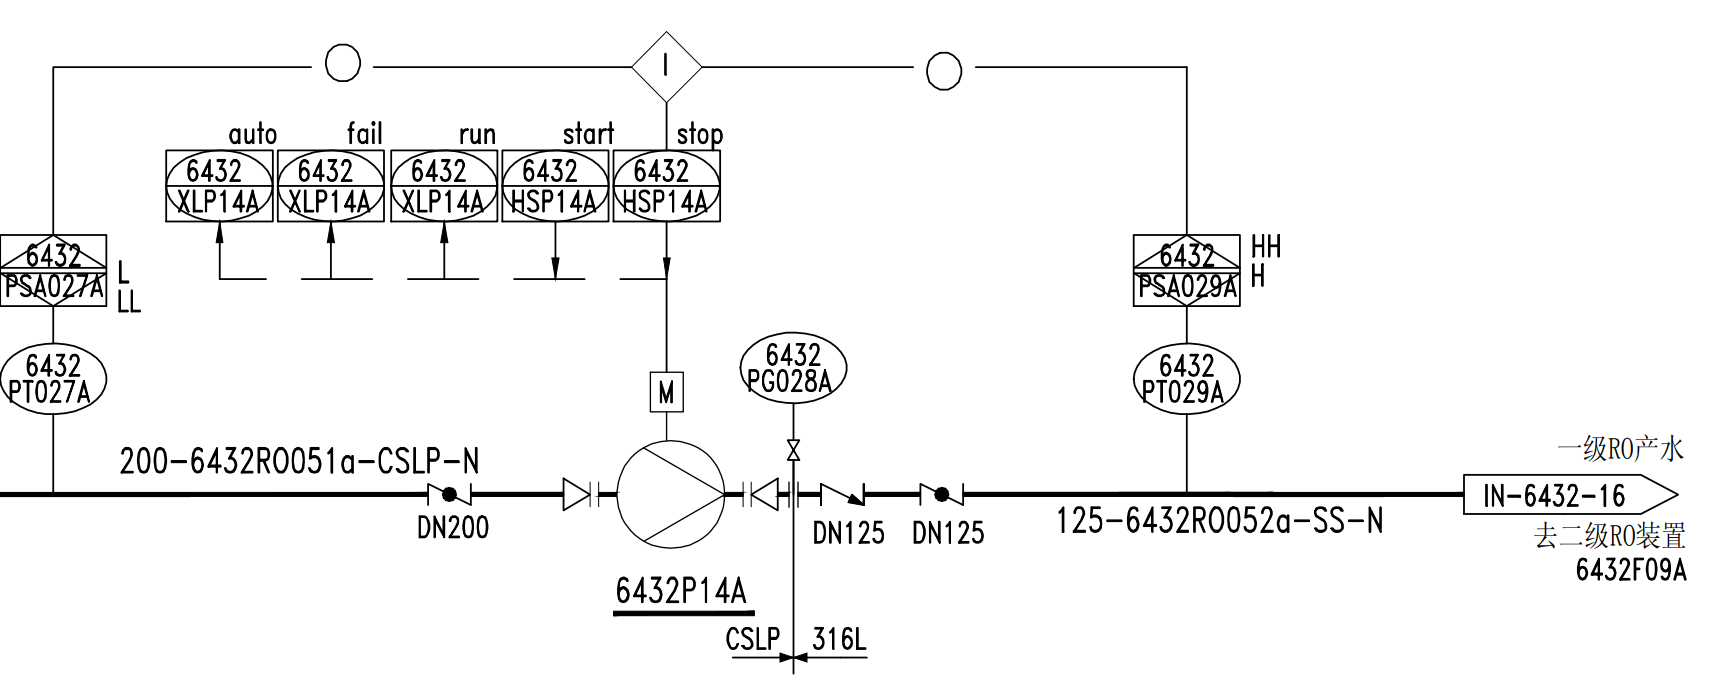 I
auto
fail
run
start
stop
6432
XLP14A
6432
XLP14A
6432
XLP14A
6432
HSP14A
6432
HSP14A
6432
PSA027A
L
LL
6432
PSA029A
HH
H
6432
PT027A
M
6432
PG028A
6432
PT029A
200-6432RO051a-CSLP-N
DN200
DN125
DN125
125-6432RO052a-SS-N
一级RO产水
IN-6432-16
去二级RO装置
6432F09A
6432P14A
CSLP
316L